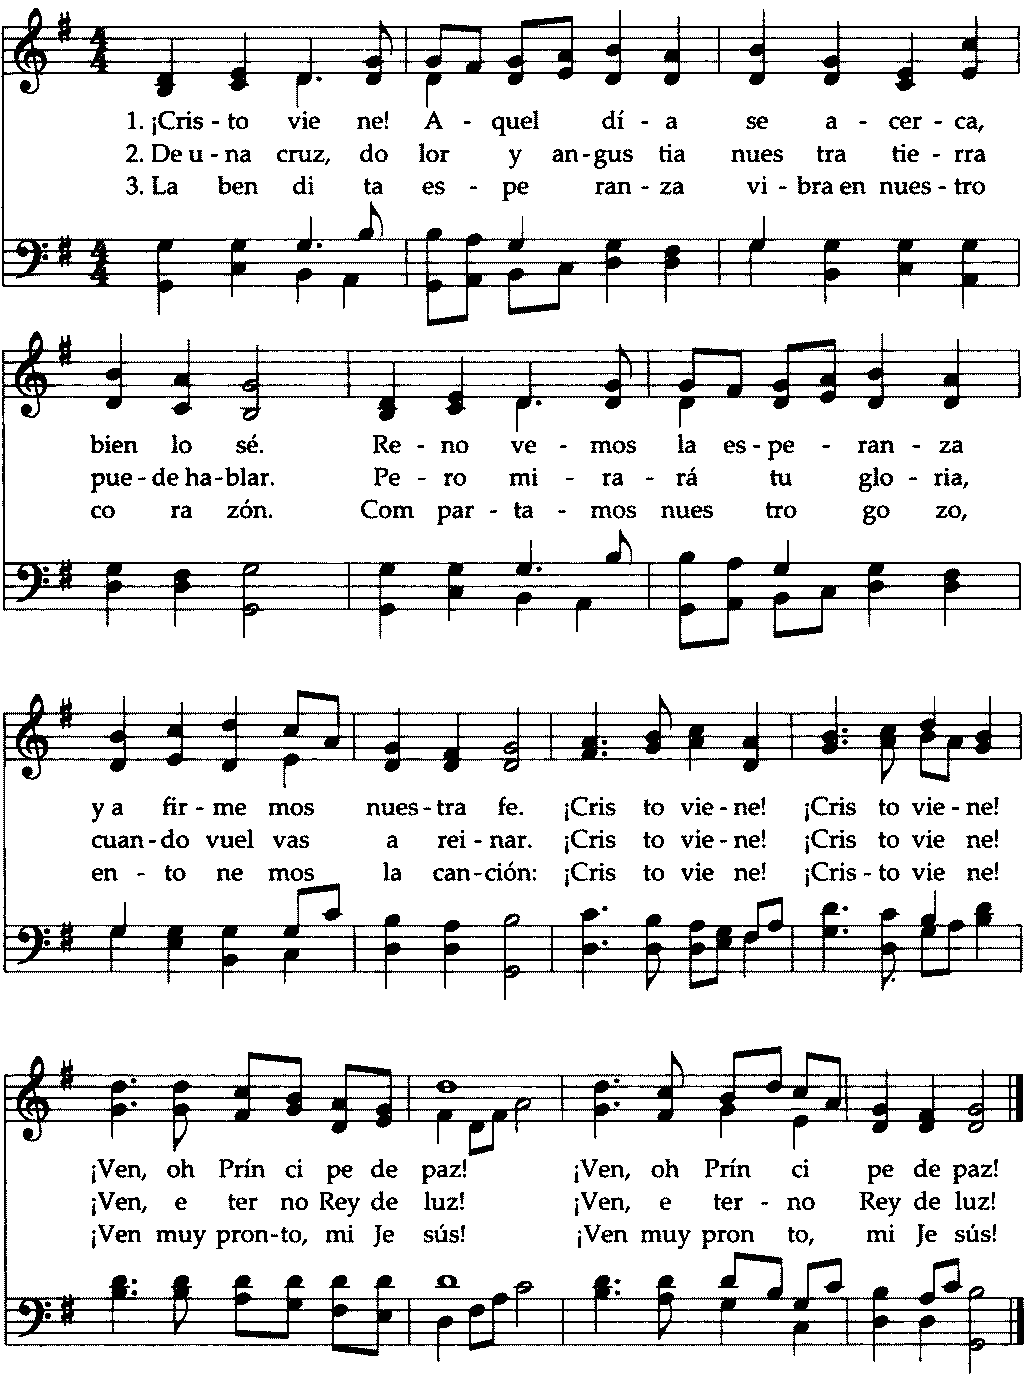 4 4
1. ¡Cris - to vie ne! A - quel dí - a se a - cer - ca,
2. De u - na cruz, do lor y an - gus tia nues tra tie - rra
3. La ben di ta es - pe ran - za vi - bra en nues - tro
4 4
bien lo sé. Re - no ve - mos la es - pe - ran - za
pue - de ha - blar. Pe - ro mi - ra - rá tu glo - ria,
co ra zón. Com par - ta - mos nues tro go zo,
y a fir - me mos nues - tra fe. ¡Cris to vie - ne! ¡Cris to vie - ne!
cuan - do vuel vas a rei - nar. ¡Cris to vie - ne! ¡Cris to vie ne!
en - to ne mos la can - ción: ¡Cris to vie ne! ¡Cris - to vie ne!
¡Ven, oh Prín ci pe de paz! ¡Ven, oh Prín ci pe de paz!
¡Ven, e ter no Rey de luz! ¡Ven, e ter - no Rey de luz!
¡Ven muy pron - to, mi Je sús! ¡Ven muy pron to, mi Je sús!